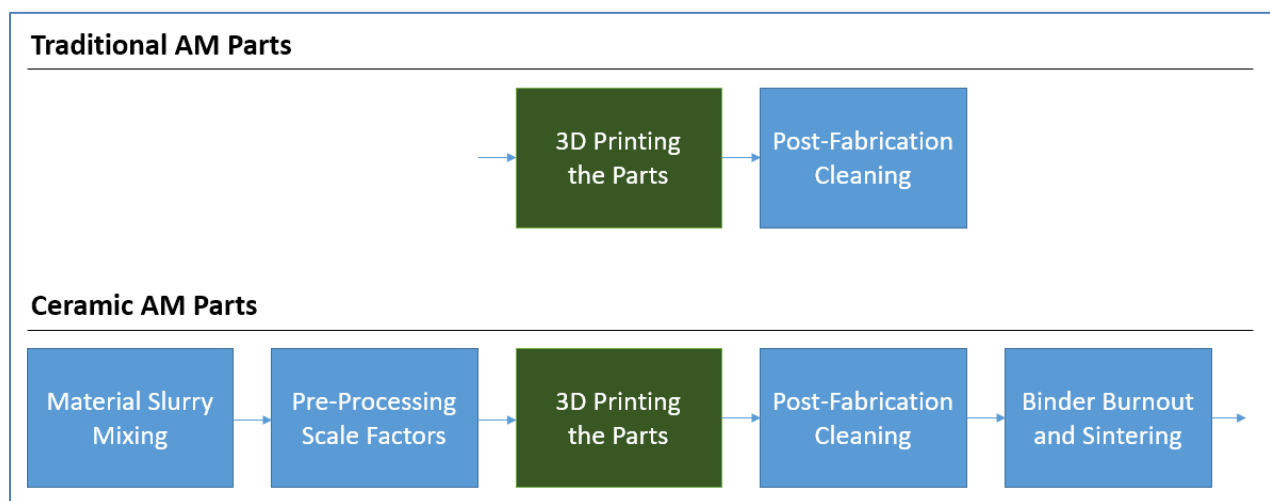 Traditional AM Parts
3D Printing
the Parts
Post-Fabrication
Cleaning
Ceramic AM Parts
Material Slurry
Mixing
Pre-Processing
Scale Factors
3D Printing
the Parts
Post-Fabrication
Cleaning
Binder Burnout
and Sintering